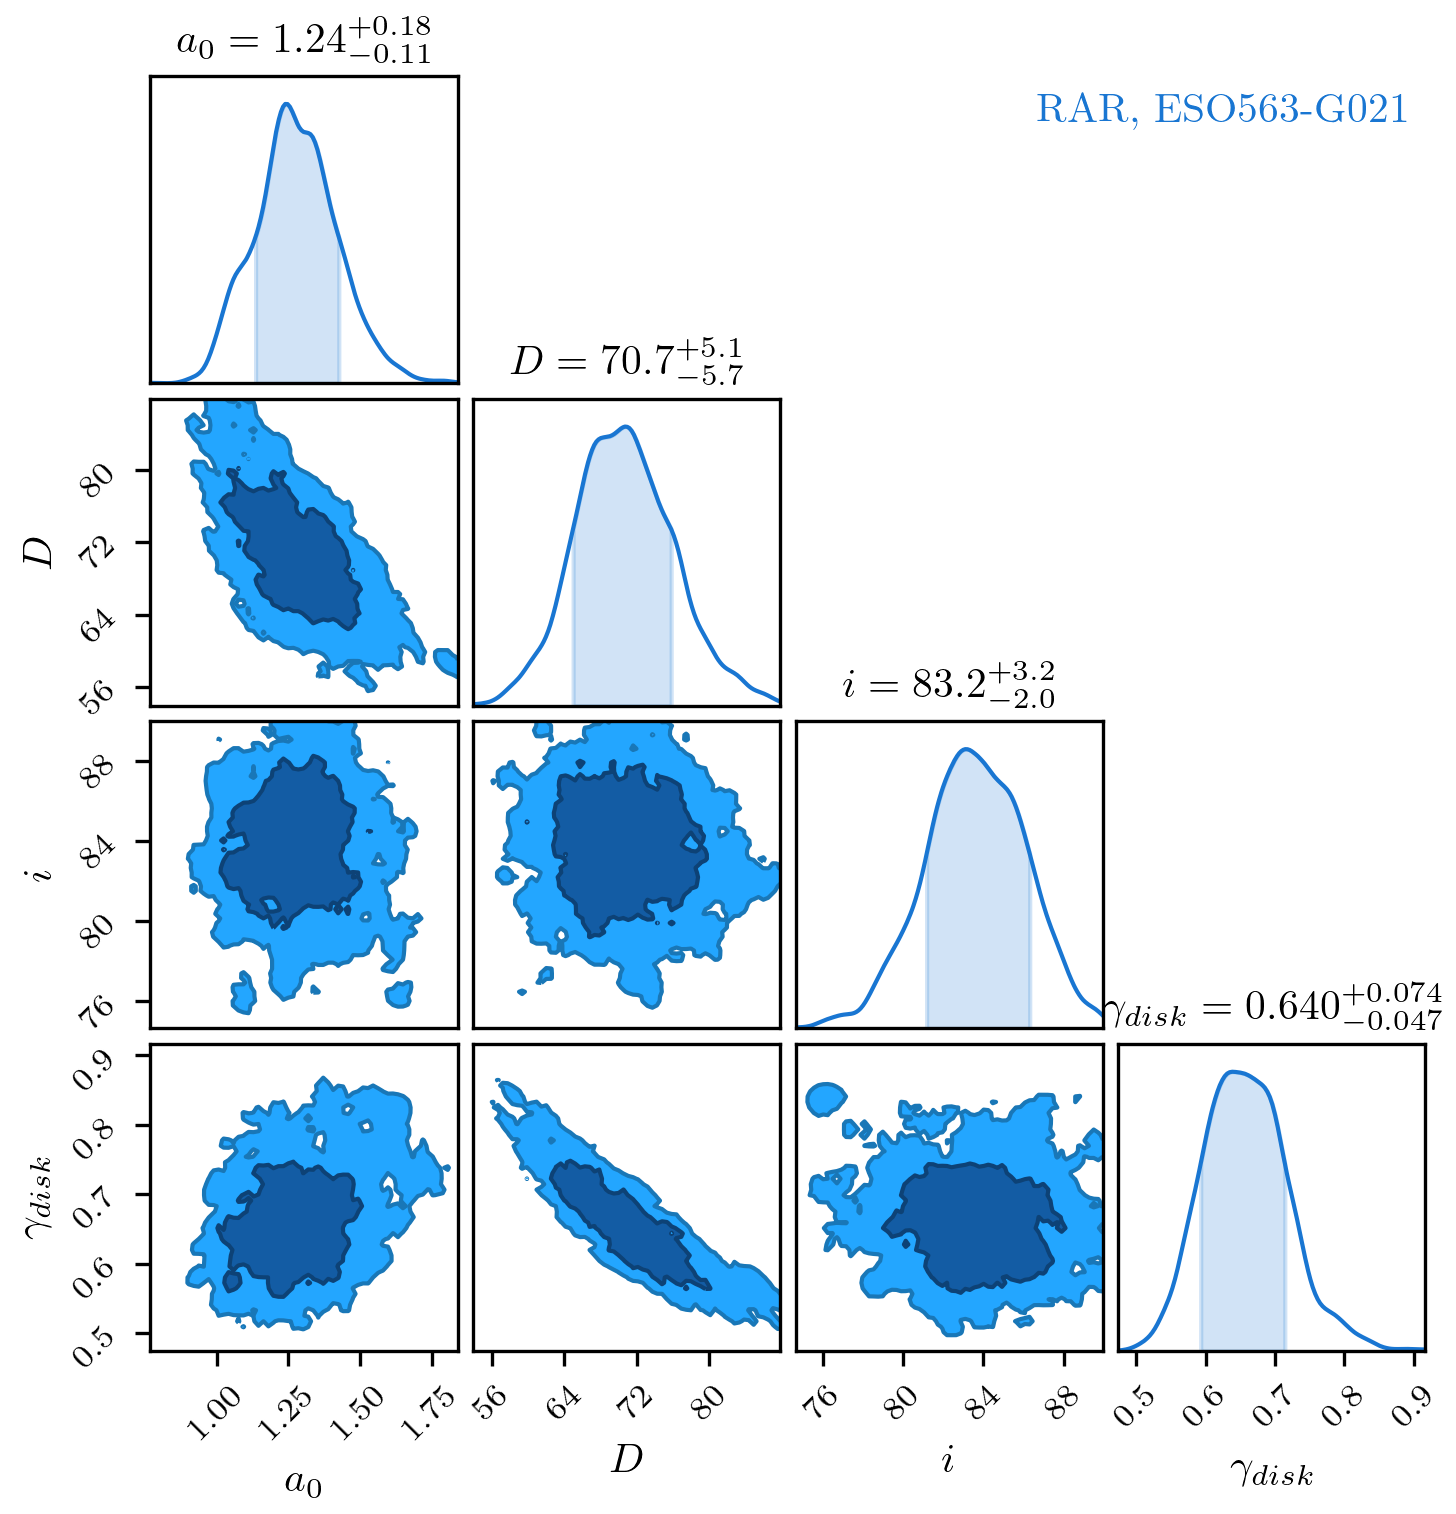 a₀ = 1.24^{+0.18}_{-0.11}
RAR, ESO563-G021
D = 70.7^{+5.1}_{-5.7}
80
72
64
56
D
i = 83.2^{+3.2}_{-2.0}
88
84
80
76
i
γ_{disk} = 0.640^{+0.074}_{-0.047}
0.9
0.8
0.7
0.6
0.5
γ_{disk}
1.00 1.25 1.50 1.75
56 64 72 80
76 80 84 88
0.5 0.6 0.7 0.8 0.9
a₀
D
i
γ_{disk}